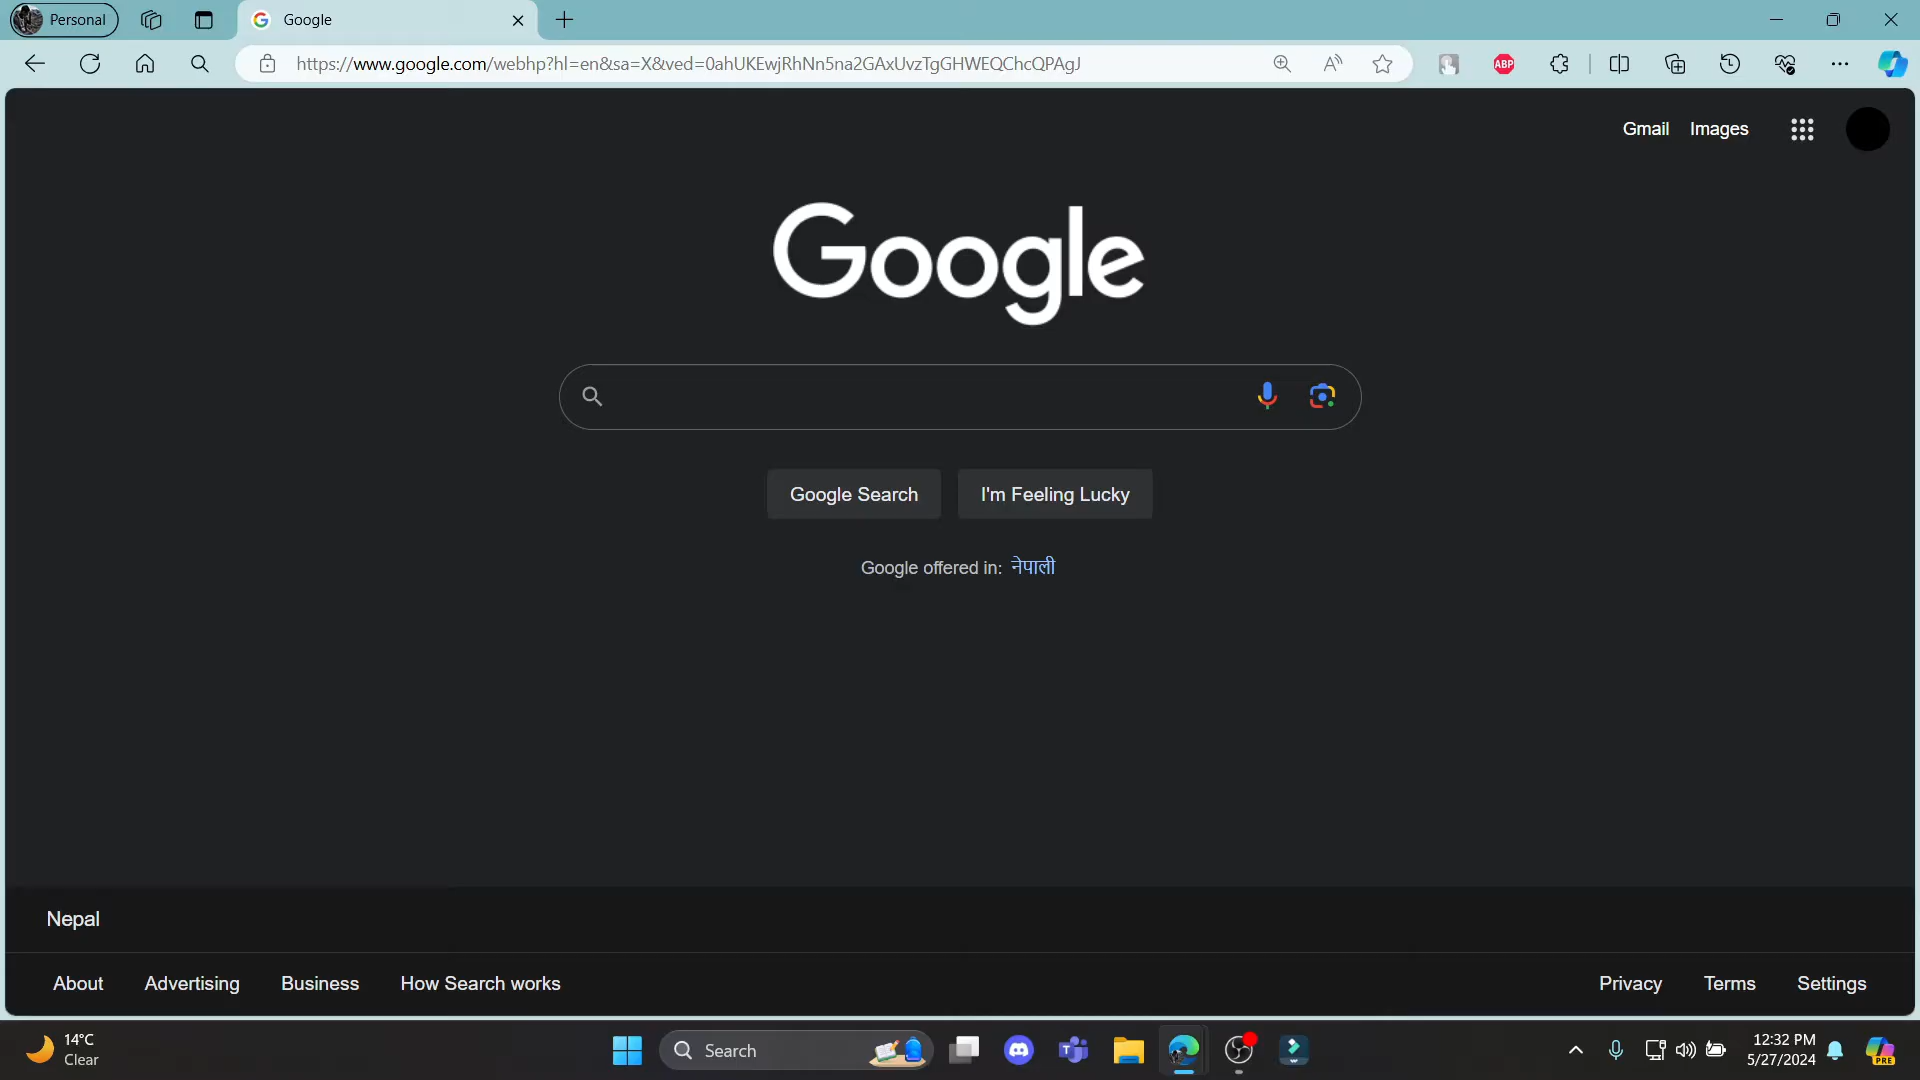 Personal
Google
https://www.google.com/webhp?hl=en&sa=X&ved=0ahUKEwjRhNn5na2GAxUvzTgGHWEQChcQPAgJ
ABP
Gmail Images
Google
Google Search I'm Feeling Lucky
Google offered in: नेपाली
Nepal
About Advertising Business How Search works Privacy Terms Settings
14°C
Clear
Search
12:32 PM
5/27/2024
PRE